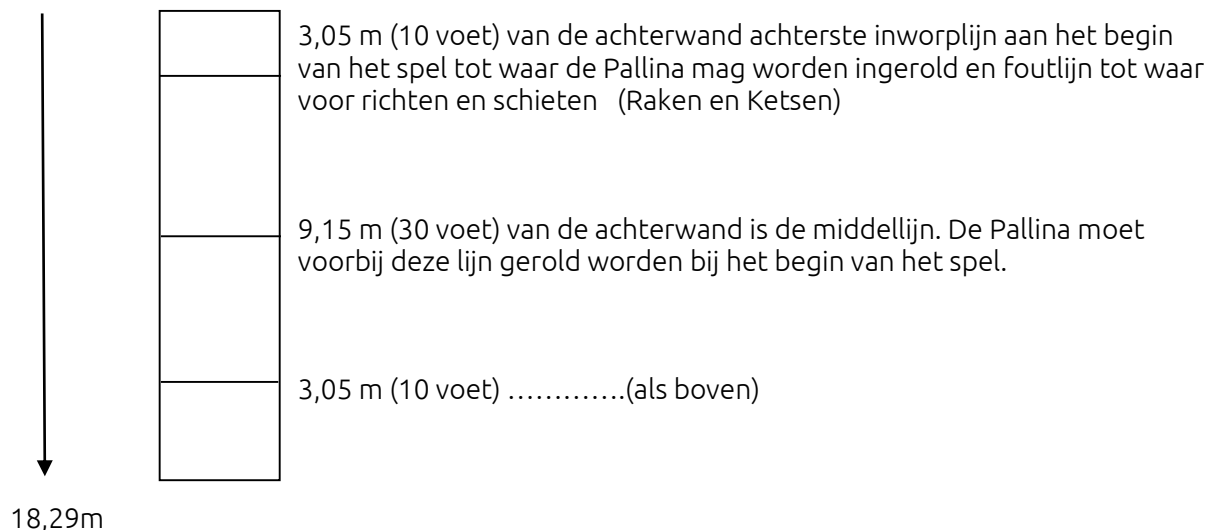 3,05 m (10 voet) van de achterwand achterste inworplijn aan het begin
van het spel tot waar de Pallina mag worden ingerold en foutlijn tot waar
voor richten en schieten   (Raken en Ketsen)
9,15 m (30 voet) van de achterwand is de middellijn. De Pallina moet
voorbij deze lijn gerold worden bij het begin van het spel.
3,05 m (10 voet) ………….(als boven)
18,29m